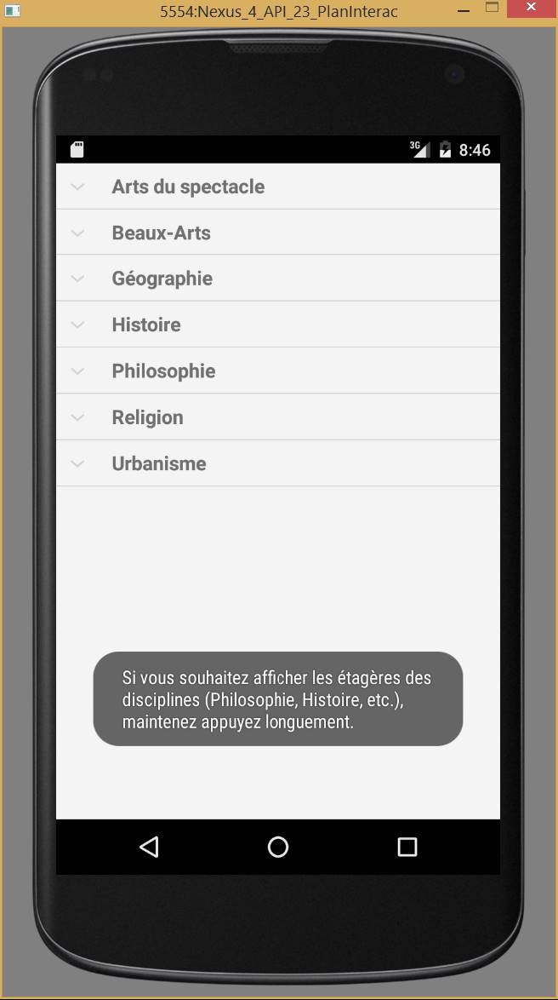 5554:Nexus_4_API_23_PlanInterac
3G 8:46
Arts du spectacle
Beaux-Arts
Géographie
Histoire
Philosophie
Religion
Urbanisme
Si vous souhaitez afficher les étagères des
disciplines (Philosophie, Histoire, etc.),
maintenez appuyez longuement.